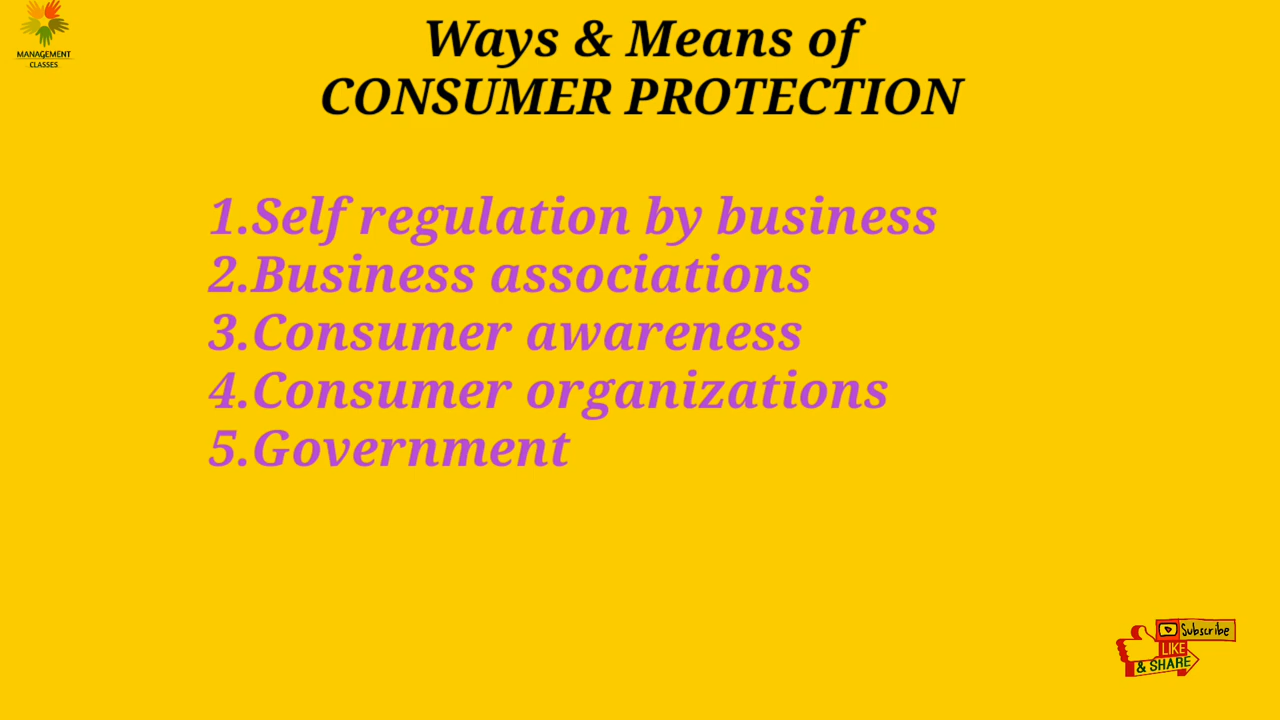 MANAGEMENT
CLASSES
Ways & Means of
CONSUMER PROTECTION
1.Self regulation by business
2.Business associations
3.Consumer awareness
4.Consumer organizations
5.Government
Subscribe
LIKE
& SHARE